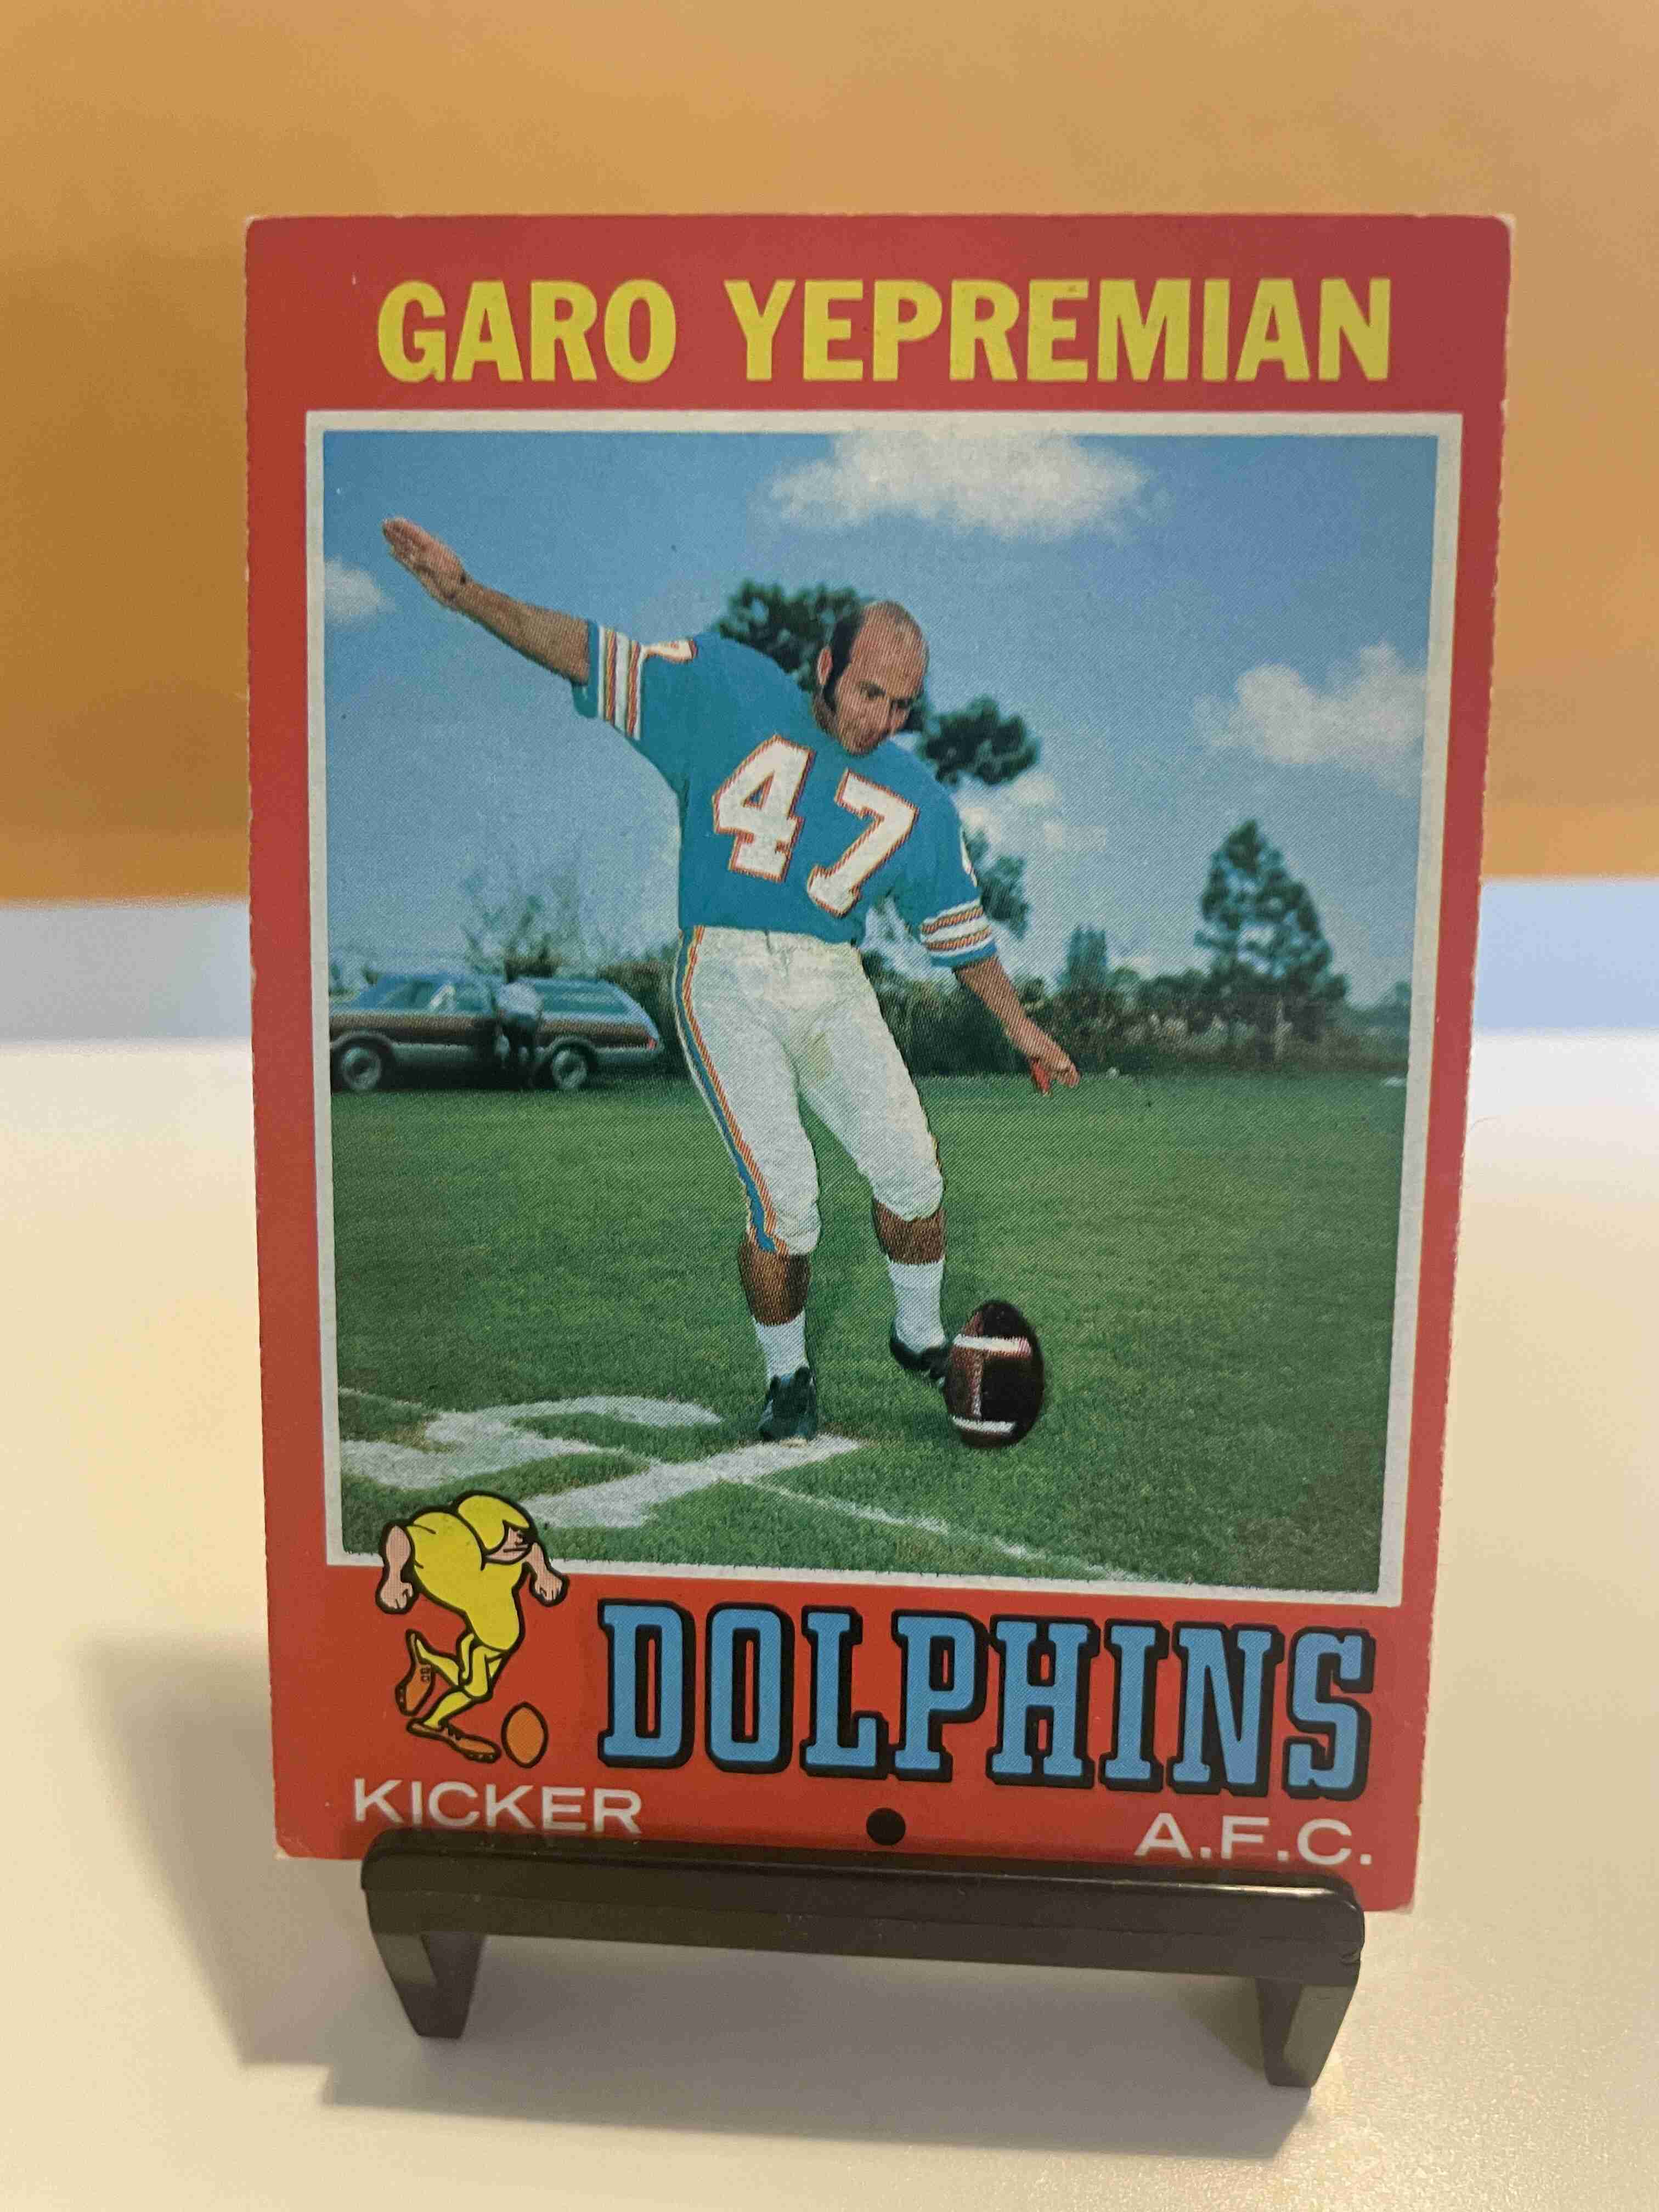 GARO YEPREMIAN
47
DOLPHINS
KICKER
A.F.C.